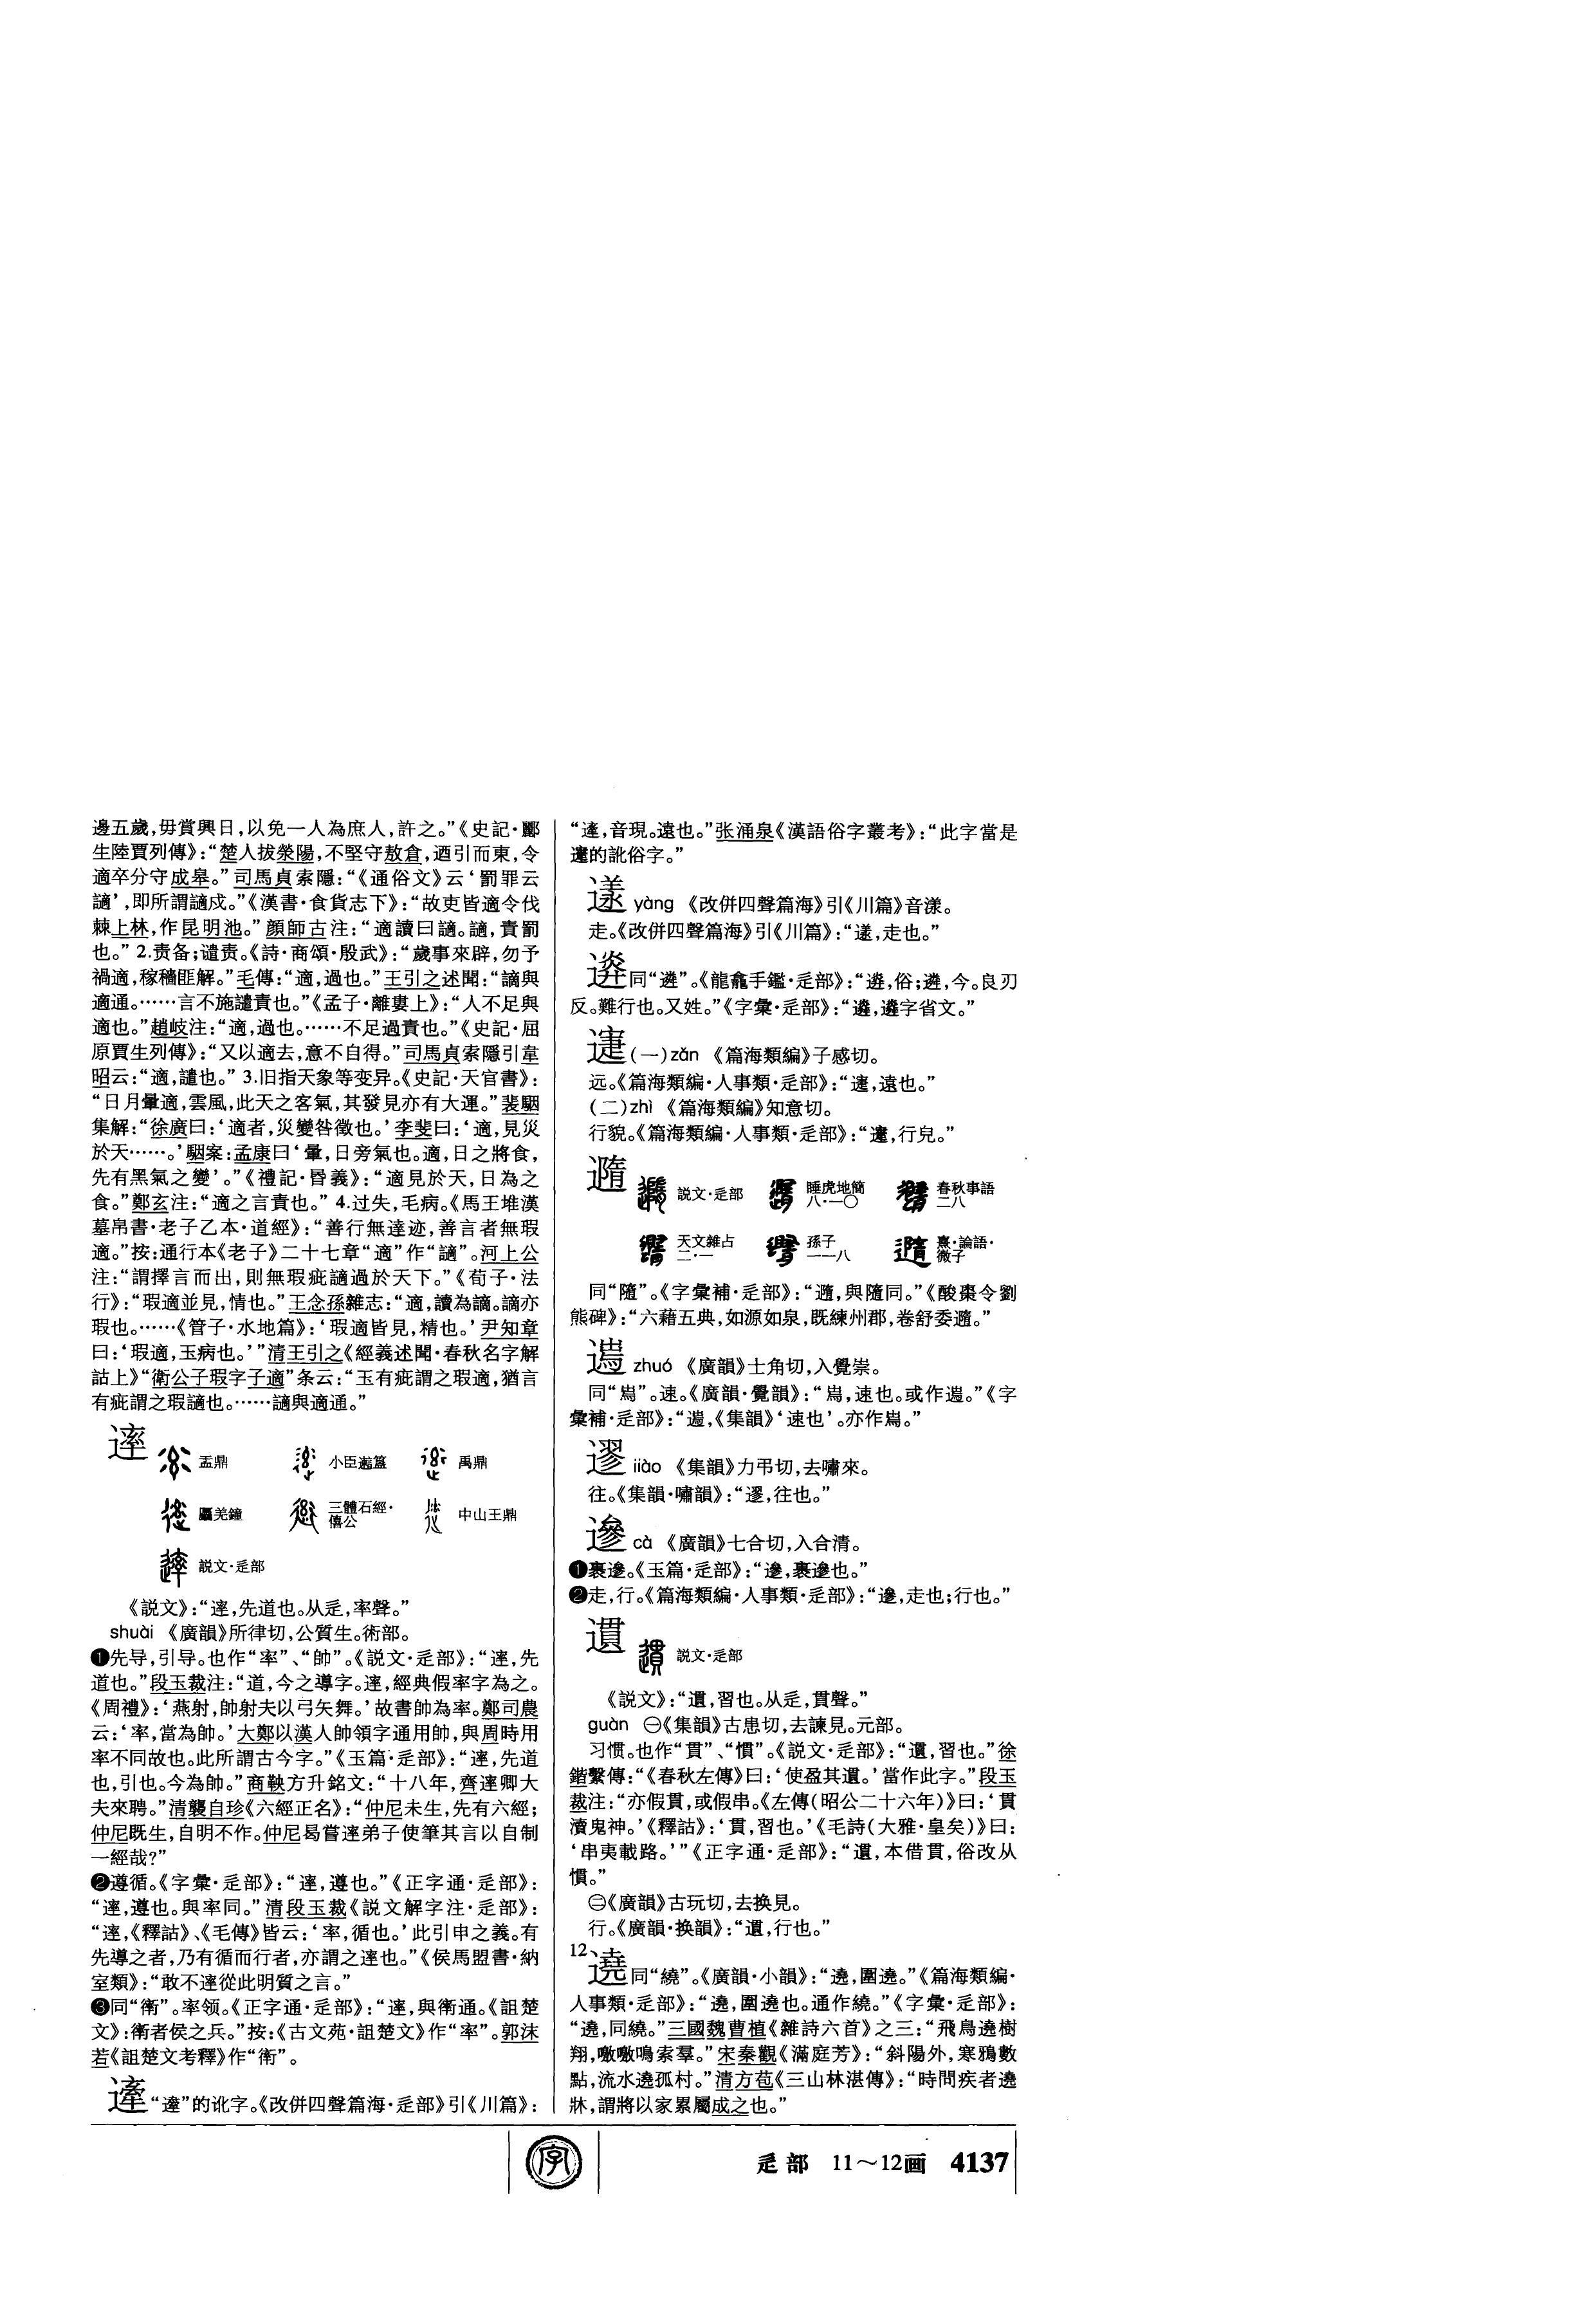 邊五歲，毋賞興日，以免一人為庶人，許之。”《史記·酈
生陸賈列傳》：“楚人拔滎陽，不堅守敖倉，迺引而東，令
適卒分守成皋。”司馬貞索隱：“《通俗文》云‘罰罪云
讁’，即所謂讁戍。”《漢書·食貨志下》：“故吏皆適令伐
棘上林，作昆明池。”顔師古注：“適讀曰讁。讁，責罰
也。” 2.责备；谴责。《詩·商頌·殷武》：“歲事來辟，勿予
禍適，稼穡匪解。”毛傳：“適，過也。”王引之述聞：“讁與
適通。……言不施譴責也。”《孟子·離婁上》：“人不足與
適也。”趙岐注：“適，過也。……不足過責也。”《史記·屈
原賈生列傳》：“又以適去，意不自得。”司馬貞索隱引韋
昭云：“適，譴也。” 3.旧指天象等变异。《史記·天官書》：
“日月暈適，雲風，此天之客氣，其發見亦有大運。”裴駰
集解：“徐廣曰：‘適者，災變咎徵也。’李斐曰：‘適，見災
於天……。’駰案：孟康曰‘暈，日旁氣也。適，日之將食，
先有黑氣之變’。”《禮記·昏義》：“適見於天，日為之
食。”鄭玄注：“適之言責也。” 4.过失，毛病。《馬王堆漢
墓帛書·老子乙本·道經》：“善行無達迹，善言者無瑕
適。”按：通行本《老子》二十七章“適”作“讁”。河上公
注：“謂擇言而出，則無瑕疵讁過於天下。”《荀子·法
行》：“瑕適並見，情也。”王念孫雜志：“適，讀為謫。謫亦
瑕也。……《管子·水地篇》：‘瑕適皆見，精也。’尹知章
曰：‘瑕適，玉病也。’”清王引之《經義述聞·春秋名字解
詁上》“衛公子瑕字子適”条云：“玉有疵謂之瑕適，猶言
有疵謂之瑕讁也。……讁與適通。”
達
盂鼎 小臣 簋 禹鼎
羌鐘 三體石經·僖公 中山王鼎
説文·辵部
《説文》：“䢦，先道也。从辵，率聲。”
shuài 《廣韻》所律切，公質生。術部。
❶先导，引导。也作“率”、“帥”。《説文·辵部》：“䢦，先
道也。”段玉裁注：“道，今之導字。䢦，經典假率字為之。
《周禮》：‘燕射，帥射夫以弓矢舞。’故書帥為率。鄭司農
云：‘率，當為帥。’大鄭以漢人帥領字通用帥，與周時用
率不同故也。此所謂古今字。”《玉篇·辵部》：“䢦，先道
也，引也。今為帥。”商鞅方升銘文：“十八年，齊䢦卿大
夫來聘。”清龔自珍《六經正名》：“仲尼未生，先有六經；
仲尼既生，自明不作。仲尼曷嘗䢦弟子使筆其言以自制
一經哉？”
❷遵循。《字彙·辵部》：“䢦，遵也。”《正字通·辵部》：
“䢦，遵也。與率同。”清段玉裁《説文解字注·辵部》：
“䢦，《釋詁》、《毛傳》皆云：‘率，循也。’此引申之義。有
先導之者，乃有循而行者，亦謂之䢦也。”《侯馬盟書·納
室類》：“敢不䢦從此明質之言。”
❸同“衛”。率领。《正字通·辵部》：“䢦，與衛通。《詛楚
文》：衛者侯之兵。”按：《古文苑·詛楚文》作“率”。郭沫
若《詛楚文考釋》作“衛”。
“ ”的讹字。《改併四聲篇海·辵部》引《川篇》：
“ ，音現。遠也。”张涌泉《漢語俗字叢考》：“此字當是
 的訛俗字。”
yàng 《改併四聲篇海》引《川篇》音漾。
走。《改併四聲篇海》引《川篇》：“ ，走也。”
同“遴”。《龍龕手鑑·辵部》：“ ，俗；遴，今。良刃
反。難行也。又姓。”《字彙·辵部》：“ ，遴字省文。”
(一)zǎn 《篇海類編》子感切。
远。《篇海類編·人事類·辵部》：“ ，遠也。”
(二)zhì 《篇海類編》知意切。
行貌。《篇海類編·人事類·辵部》：“ ，行皃。”
説文·辵部 睡虎地簡八·一〇 春秋事語二八
天文雜占二·一 孫子一一八 熹·論語·微子
同“隨”。《字彙補·辵部》：“ ，與隨同。”《酸棗令劉
熊碑》：“六藉五典，如源如泉，既練州郡，卷舒委 。”
zhuó 《廣韻》士角切，入覺崇。
同“ ”。速。《廣韻·覺韻》：“ ，速也。或作 。”《字
彙補·辵部》：“ ，《集韻》‘速也’。亦作 。”
liào 《集韻》力弔切，去嘯來。
往。《集韻·嘯韻》：“ ，往也。”
cà 《廣韻》七合切，入合清。
❶裹 。《玉篇·辵部》：“ ，裹 也。”
❷走，行。《篇海類編·人事類·辵部》：“ ，走也；行也。”
遦 説文·辵部
《説文》：“遦，習也。从辵，貫聲。”
guàn ㊀《集韻》古患切，去諫見。元部。
习惯。也作“貫”、“慣”。《説文·辵部》：“遦，習也。”徐
鍇繫傳：“《春秋左傳》曰：‘使盈其遦。’當作此字。”段玉
裁注：“亦假貫，或假串。《左傳（昭公二十六年）》曰：‘貫
瀆鬼神。’《釋詁》：‘貫，習也。’《毛詩（大雅·皇矣）》曰：
‘串夷載路。’”《正字通·辵部》：“遦，本借貫，俗改从
慣。”
㊁《廣韻》古玩切，去換見。
行。《廣韻·换韻》：“遦，行也。”
12遶同“繞”。《廣韻·小韻》：“遶，圍遶。”《篇海類編·
人事類·辵部》：“遶，圍遶也。通作繞。”《字彙·辵部》：
“遶，同繞。”三國魏曹植《雜詩六首》之三：“飛鳥遶樹
翔，噭噭鳴索羣。”宋秦觀《滿庭芳》：“斜陽外，寒鴉數
點，流水遶孤村。”清方苞《三山林湛傳》：“時問疾者遶
牀，謂將以家累屬成之也。”
字
辵部 11～12画 4137